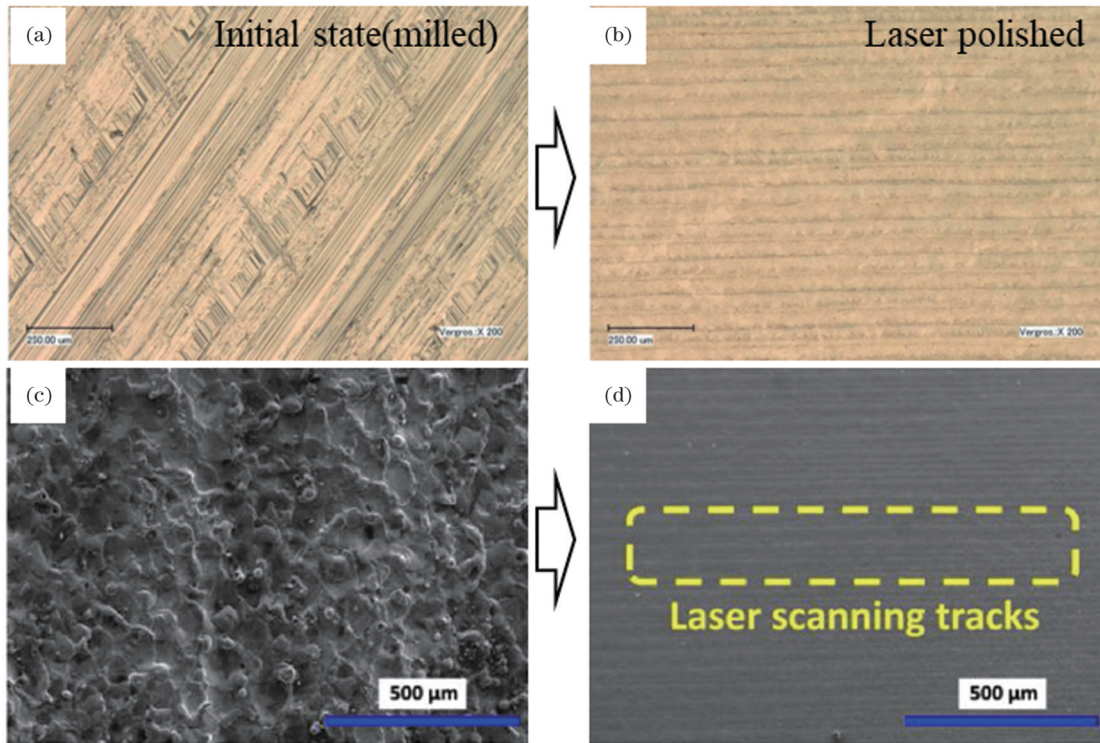 (a)
Initial state(milled)
250.00 um
Vergros.:X 200
(b)
Laser polished
250.00 um
Vergros.:X 200
(c)
500 μm
(d)
Laser scanning tracks
500 μm